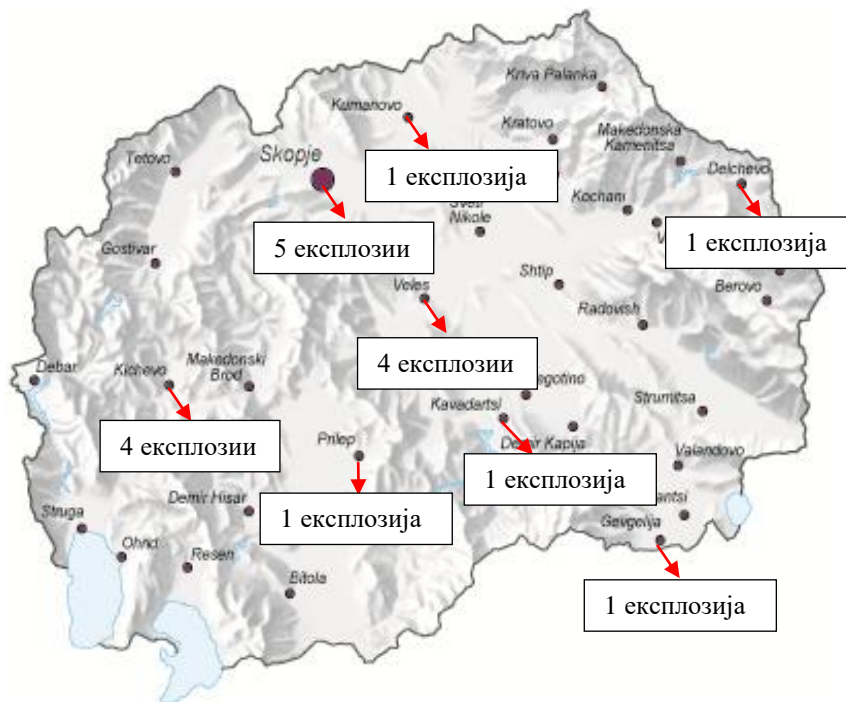 Kriva Palanka
Kumanovo
Kratovo
Makedonska
Kamenitsa
Skopje
Tetovo
Delchevo
1 експлозија
Sveti
Nikole
Kochani
1 експлозија
5 експлозии
Gostivar
Veles
Shtip
Berovo
Radovish
4 експлозии
Debar
Kichevo
Makedonski
Brod
Kavadartsi
Strumitsa
4 експлозии
Prilep
Demir Kapija
Valandovo
1 експлозија
Demir Hisar
1 експлозија
Struga
Gevgelija
Ohrid
Resen
Bitola
1 експлозија